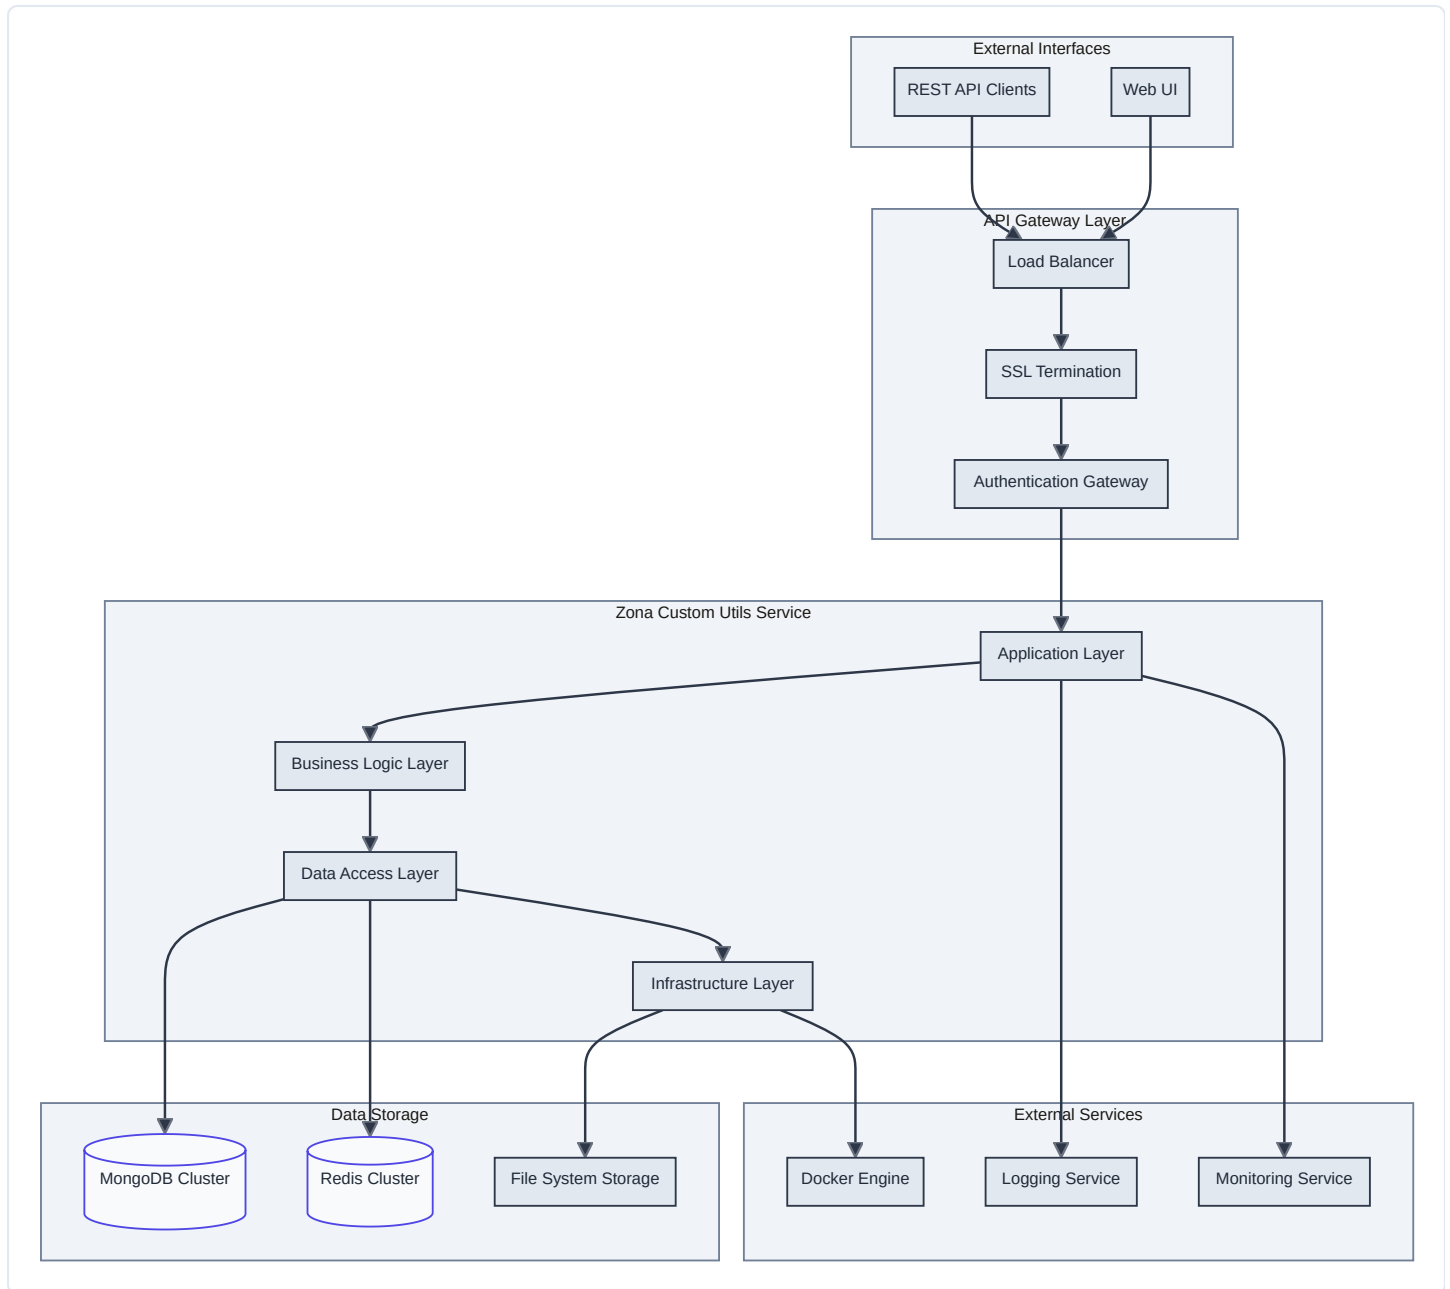 External Interfaces
REST API Clients
Web UI
API Gateway Layer
Load Balancer
SSL Termination
Authentication Gateway
Zona Custom Utils Service
Application Layer
Business Logic Layer
Data Access Layer
Infrastructure Layer
Data Storage
External Services
MongoDB Cluster
Redis Cluster
File System Storage
Docker Engine
Logging Service
Monitoring Service